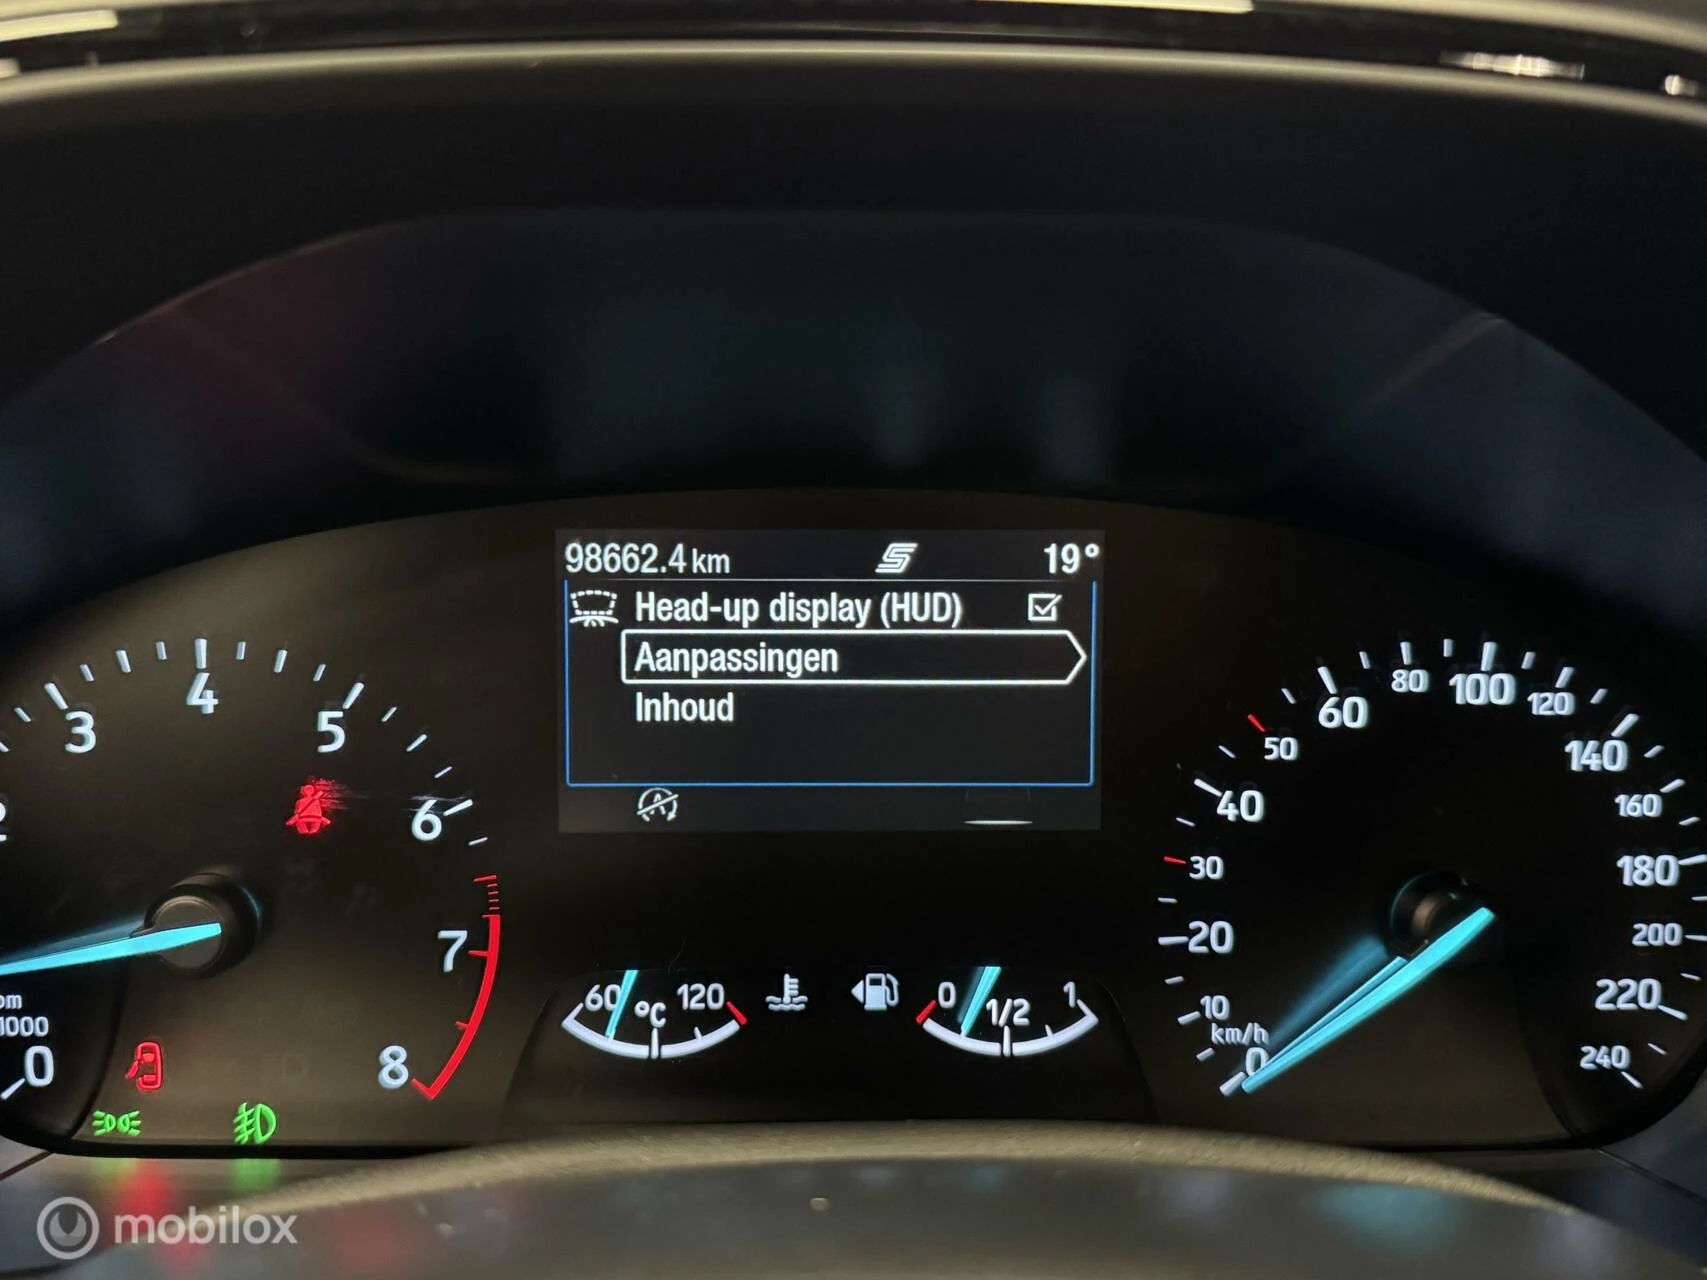 98662.4 km S 19°
Head-up display (HUD)
Aanpassingen
Inhoud
3 4 5 6 7 8
1000
0
60 °C 120
0 1/2 1
0 10 20 30 40 50 60 80 100 120 140 160 180 200 220 240
km/h
mobilox